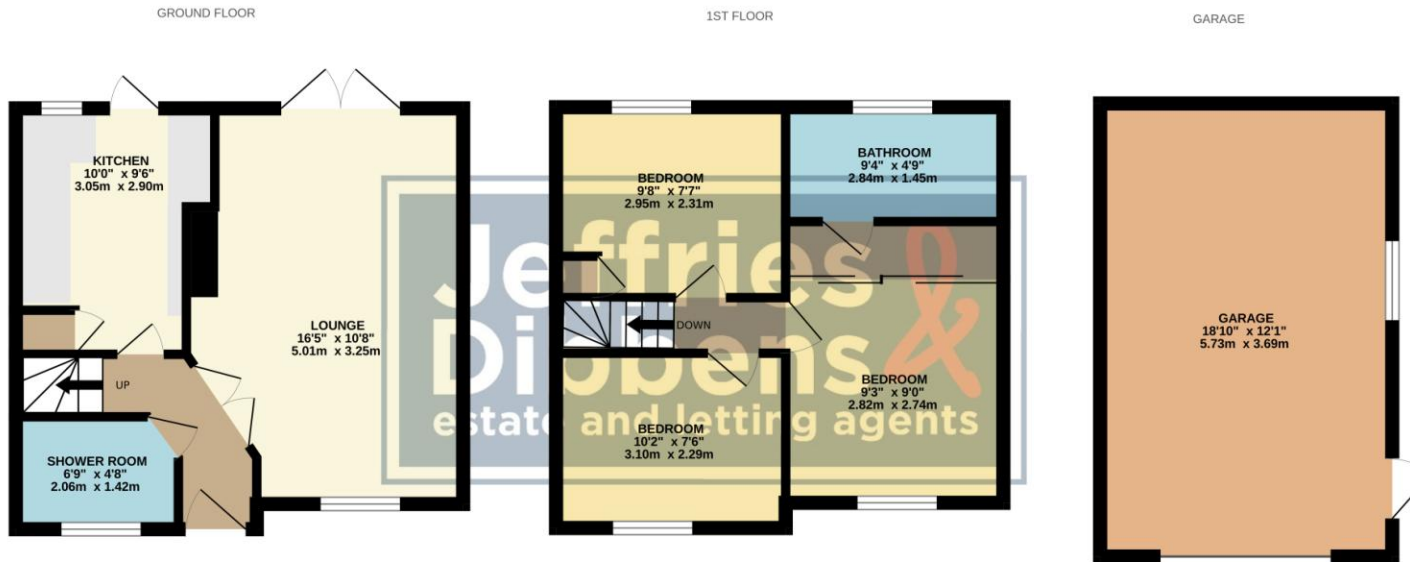 GROUND FLOOR
KITCHEN
10'0" x 9'6"
3.05m x 2.90m
LOUNGE
16'5" x 10'8"
5.01m x 3.25m
UP
SHOWER ROOM
6'9" x 4'8"
2.06m x 1.42m
1ST FLOOR
BEDROOM
9'8" x 7'7"
2.95m x 2.31m
BATHROOM
9'4" x 4'9"
2.84m x 1.45m
DOWN
BEDROOM
9'3" x 9'0"
2.82m x 2.74m
BEDROOM
10'2" x 7'6"
3.10m x 2.29m
Jeffries &
Dibbens
estate and letting agents
GARAGE
GARAGE
18'10" x 12'1"
5.73m x 3.69m